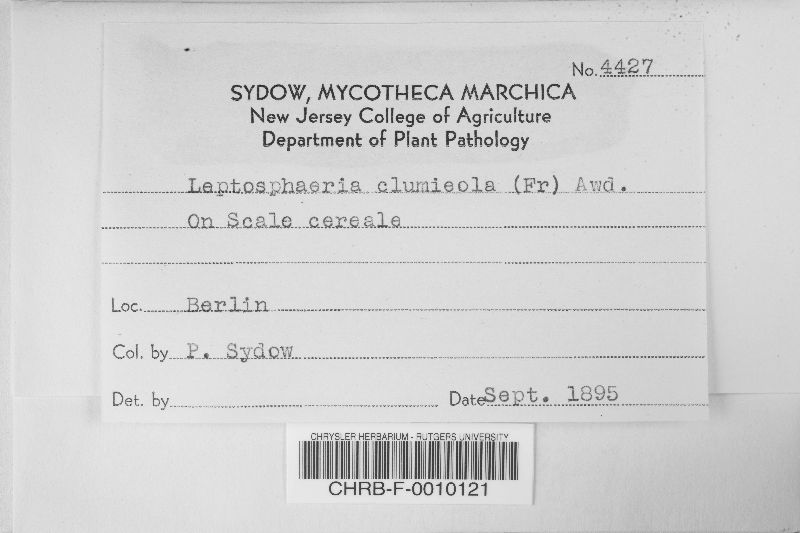 No. 4427
SYDOW, MYCOTHECA MARCHICA
New Jersey College of Agriculture
Department of Plant Pathology
Leptosphaeria clumieola (Fr) Awd.
On Scale cereale
Loc. Berlin
Col. by P. Sydow
Det. by
Date Sept. 1895
CHRYSLER HERBARIUM - RUTGERS UNIVERSITY
CHRB-F-0010121